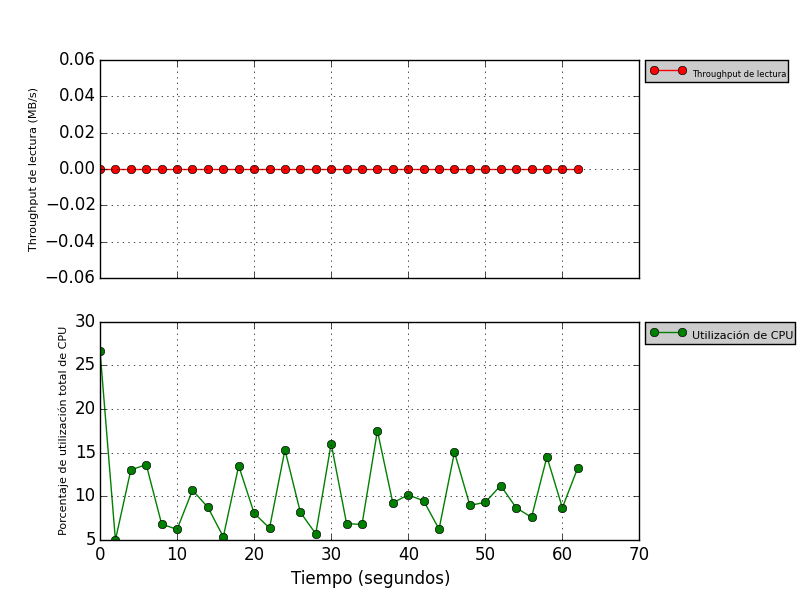 Throughput de lectura (MB/s)
0.06
0.04
0.02
0.00
−0.02
−0.04
−0.06
Throughput de lectura
Porcentaje de utilización total de CPU
30
25
20
15
10
5
0 10 20 30 40 50 60 70
Tiempo (segundos)
Utilización de CPU